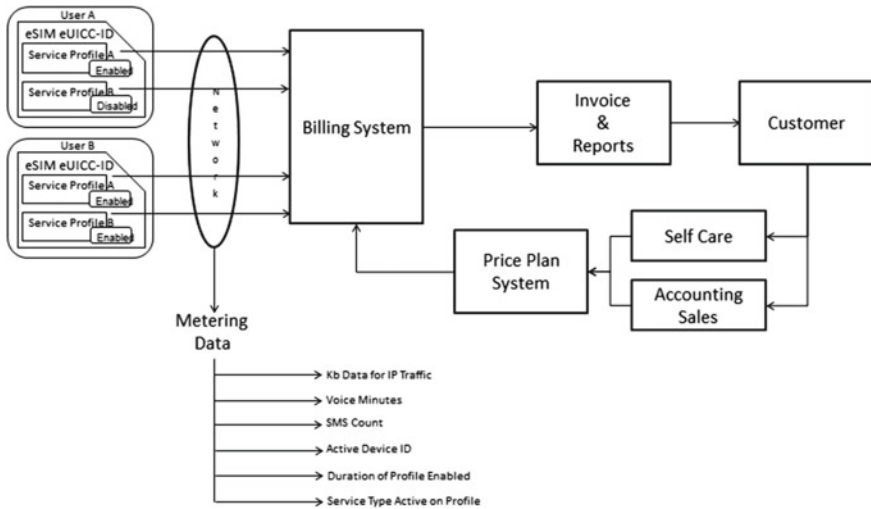 User A
eSIM eUICC-ID
Service Profile A
Enabled
Service Profile B
Disabled
User B
eSIM eUICC-ID
Service Profile A
Enabled
Service Profile B
Enabled
Network
Billing System
Invoice
&
Reports
Customer
Self Care
Accounting
Sales
Price Plan
System
Metering
Data
Kb Data for IP Traffic
Voice Minutes
SMS Count
Active Device ID
Duration of Profile Enabled
Service Type Active on Profile